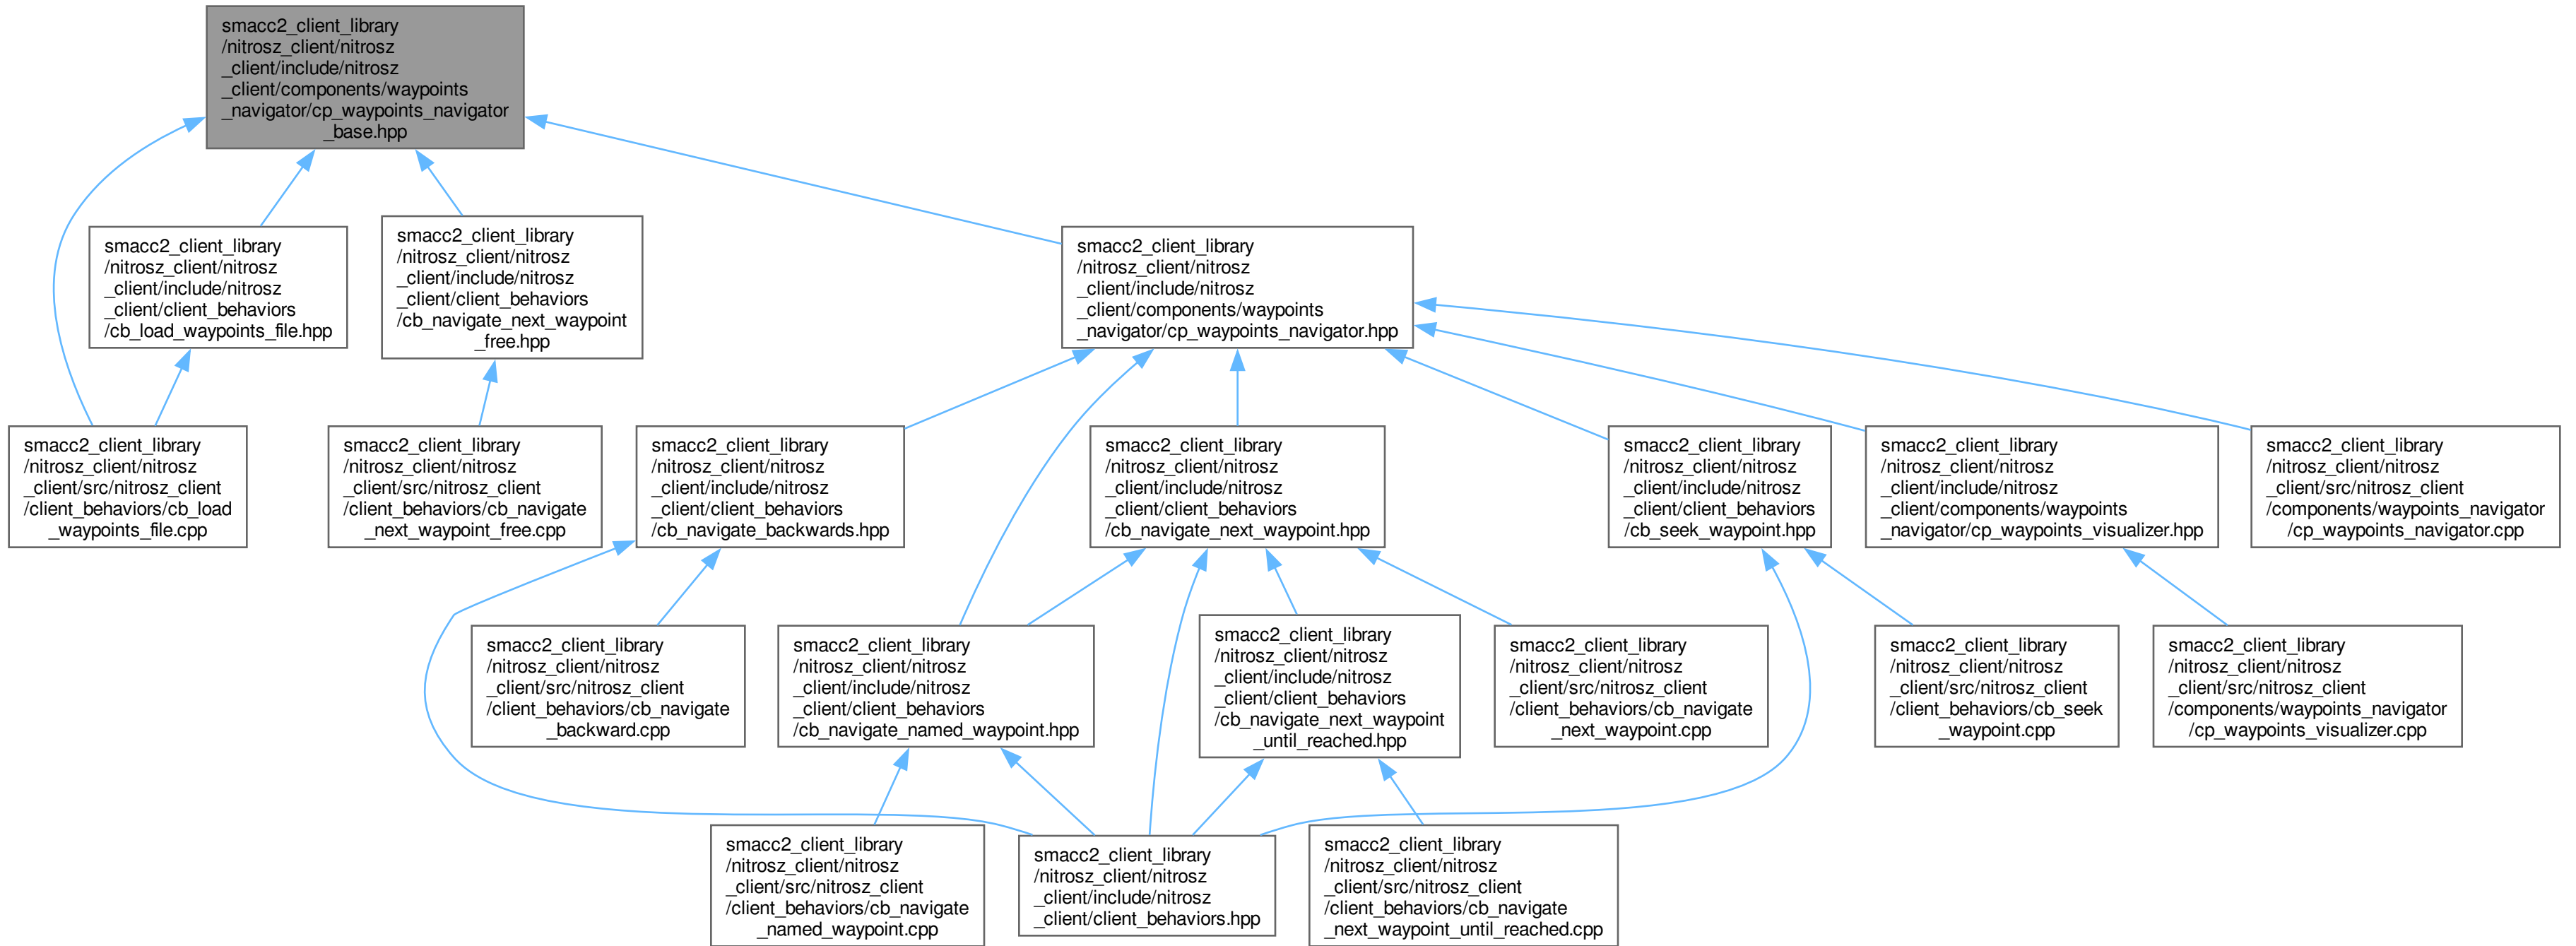 smacc2_client_library
/nitrosz_client/nitrosz
_client/include/nitrosz
_client/components/waypoints
_navigator/cp_waypoints_navigator
_base.hpp
smacc2_client_library
/nitrosz_client/nitrosz
_client/include/nitrosz
_client/client_behaviors
/cb_load_waypoints_file.hpp
smacc2_client_library
/nitrosz_client/nitrosz
_client/include/nitrosz
_client/client_behaviors
/cb_navigate_next_waypoint
_free.hpp
smacc2_client_library
/nitrosz_client/nitrosz
_client/include/nitrosz
_client/components/waypoints
_navigator/cp_waypoints_navigator.hpp
smacc2_client_library
/nitrosz_client/nitrosz
_client/src/nitrosz_client
/client_behaviors/cb_load
_waypoints_file.cpp
smacc2_client_library
/nitrosz_client/nitrosz
_client/src/nitrosz_client
/client_behaviors/cb_navigate
_next_waypoint_free.cpp
smacc2_client_library
/nitrosz_client/nitrosz
_client/include/nitrosz
_client/client_behaviors
/cb_navigate_backwards.hpp
smacc2_client_library
/nitrosz_client/nitrosz
_client/include/nitrosz
_client/client_behaviors
/cb_navigate_next_waypoint.hpp
smacc2_client_library
/nitrosz_client/nitrosz
_client/include/nitrosz
_client/client_behaviors
/cb_seek_waypoint.hpp
smacc2_client_library
/nitrosz_client/nitrosz
_client/include/nitrosz
_client/components/waypoints
_navigator/cp_waypoints_visualizer.hpp
smacc2_client_library
/nitrosz_client/nitrosz
_client/src/nitrosz_client
/components/waypoints_navigator
/cp_waypoints_navigator.cpp
smacc2_client_library
/nitrosz_client/nitrosz
_client/src/nitrosz_client
/client_behaviors/cb_navigate
_backward.cpp
smacc2_client_library
/nitrosz_client/nitrosz
_client/include/nitrosz
_client/client_behaviors
/cb_navigate_named_waypoint.hpp
smacc2_client_library
/nitrosz_client/nitrosz
_client/include/nitrosz
_client/client_behaviors
/cb_navigate_next_waypoint
_until_reached.hpp
smacc2_client_library
/nitrosz_client/nitrosz
_client/src/nitrosz_client
/client_behaviors/cb_navigate
_next_waypoint.cpp
smacc2_client_library
/nitrosz_client/nitrosz
_client/src/nitrosz_client
/client_behaviors/cb_seek
_waypoint.cpp
smacc2_client_library
/nitrosz_client/nitrosz
_client/src/nitrosz_client
/components/waypoints_navigator
/cp_waypoints_visualizer.cpp
smacc2_client_library
/nitrosz_client/nitrosz
_client/src/nitrosz_client
/client_behaviors/cb_navigate
_named_waypoint.cpp
smacc2_client_library
/nitrosz_client/nitrosz
_client/include/nitrosz
_client/client_behaviors.hpp
smacc2_client_library
/nitrosz_client/nitrosz
_client/src/nitrosz_client
/client_behaviors/cb_navigate
_next_waypoint_until_reached.cpp